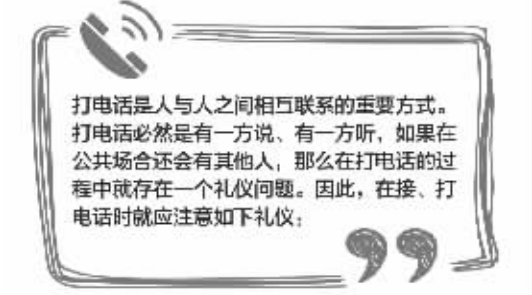 打电话是人与人之间相互联系的重要方式。
打电话必然是有一方说、有一方听，如果在
公共场合还会有其他人，那么在打电话的过
程中就存在一个礼仪问题。因此，在接、打
电话时就应注意如下礼仪：